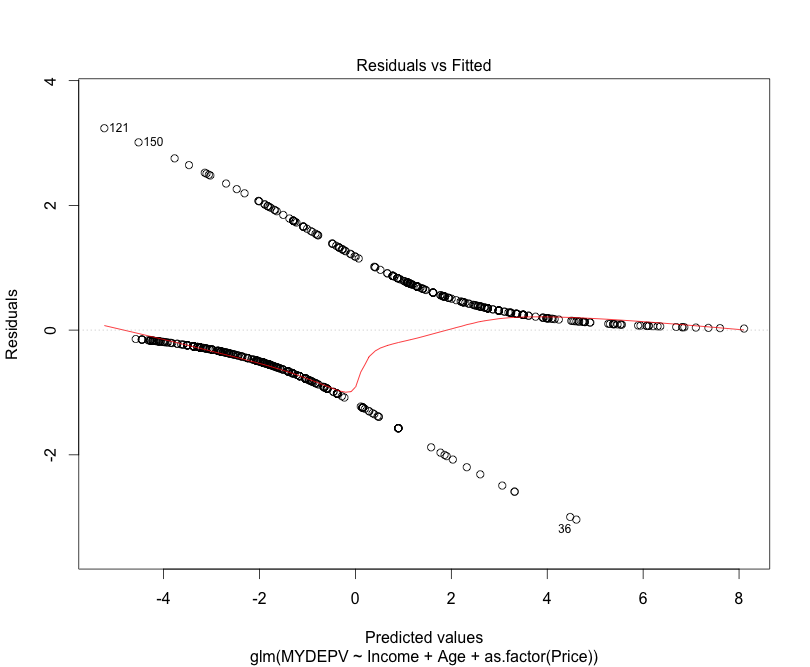 Residuals vs Fitted
4
2
0
-2
Residuals
121
150
36
-4 -2 0 2 4 6 8
Predicted values
glm(MYDEPV ~ Income + Age + as.factor(Price))